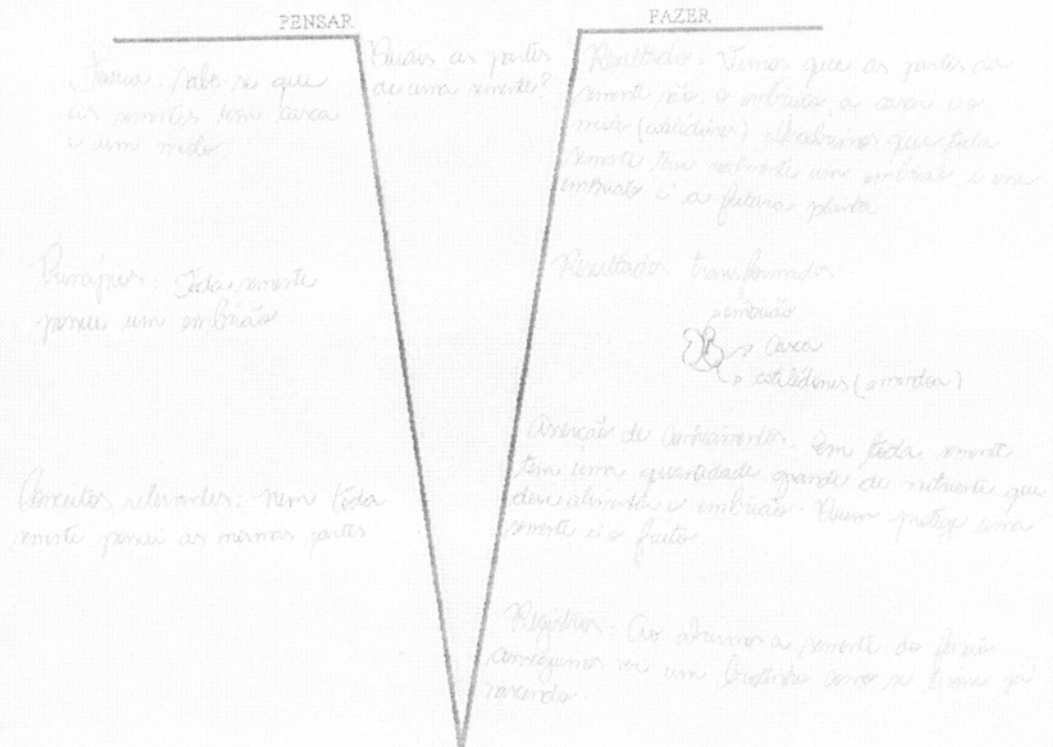 PENSAR
FAZER
Teoria: Sabe-se que
as sementes tem casca
e um miolo.
Quais as partes
de uma semente?
Resultado: Vimos que as partes da
semente são: o embrião, a casca e o
miolo (cotilédones) descobrimos que toda
semente tem realmente um embrião, e esse
embrião é a futura planta
Princípios: Toda semente
possui um embrião
Resultados transformados
embrião
casca
cotilédones (amendoa)
Conceitos relevantes: nem toda
semente possui as mesmas partes
Asserção de conhecimentos. Em toda semente
tem uma quantidade grande de nutriente que
deve alimentar o embrião. Quem protege uma
semente é o fruto
Registros: Ao abrirmos a semente do feijão
conseguimos ver um brotinho como se fosse já
nascendo.